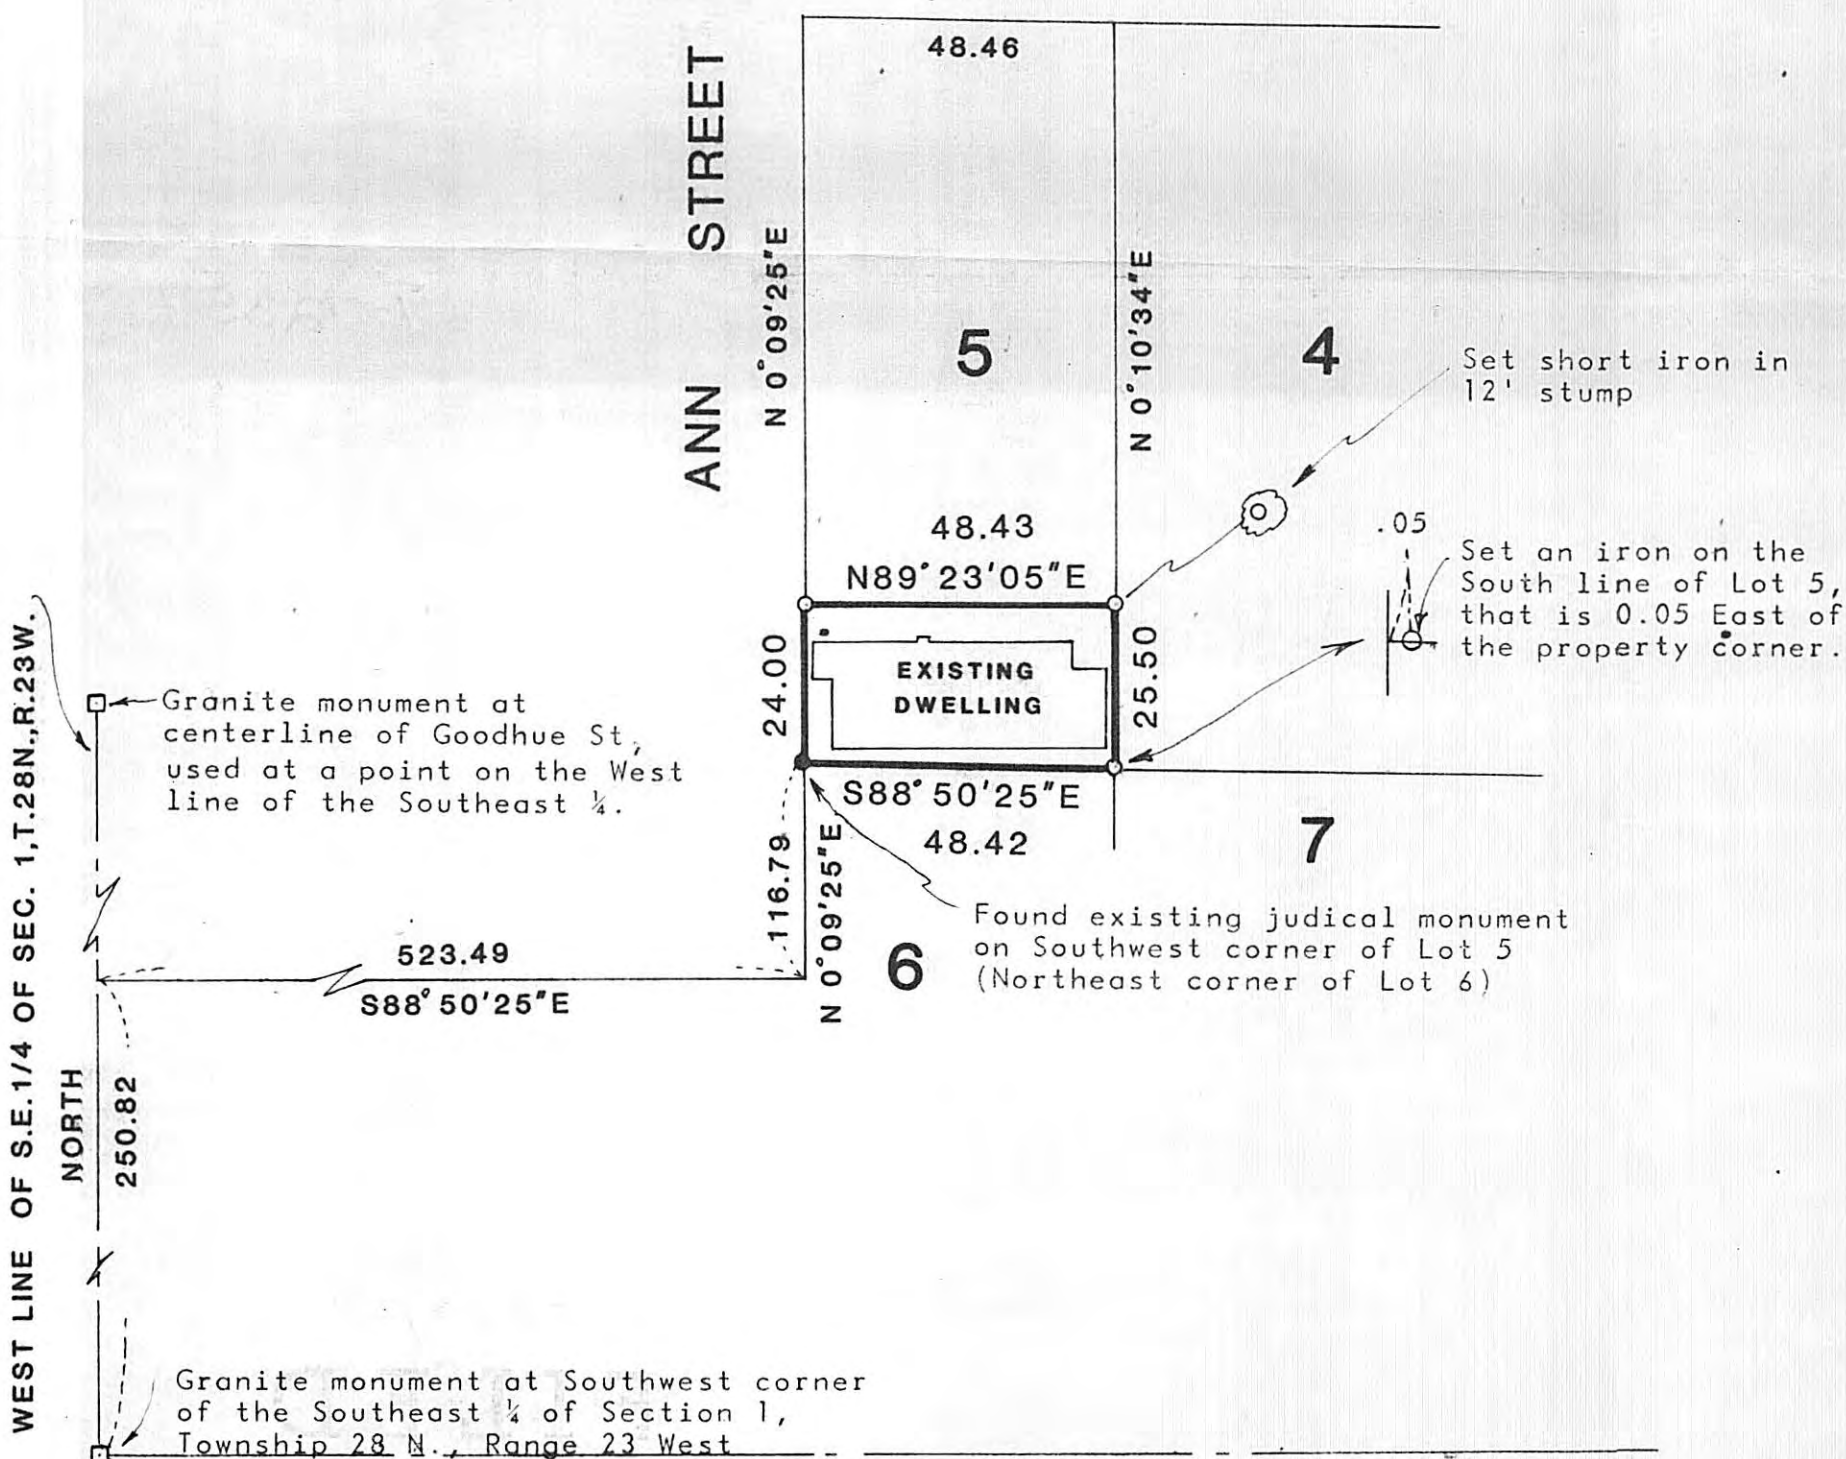 48.46
ANN STREET
N 0°09'25"E
5
N 0°10'34"E
4
Set short iron in
12' stump
48.43
N89°23'05"E
.05
Set an iron on the
South line of Lot 5,
that is 0.05 East of
the property corner.
24.00
EXISTING
DWELLING
25.50
WEST LINE OF S.E.1/4 OF SEC. 1,T.28N.,R.23W.
Granite monument at
centerline of Goodhue St,
used at a point on the West
line of the Southeast ¼.
S88°50'25"E
48.42
7
116.79
N 0°09'25"E
6
Found existing judical monument
on Southwest corner of Lot 5
(Northeast corner of Lot 6)
523.49
S88°50'25"E
NORTH
250.82
Granite monument at Southwest corner
of the Southeast ¼ of Section 1,
Township 28 N., Range 23 West